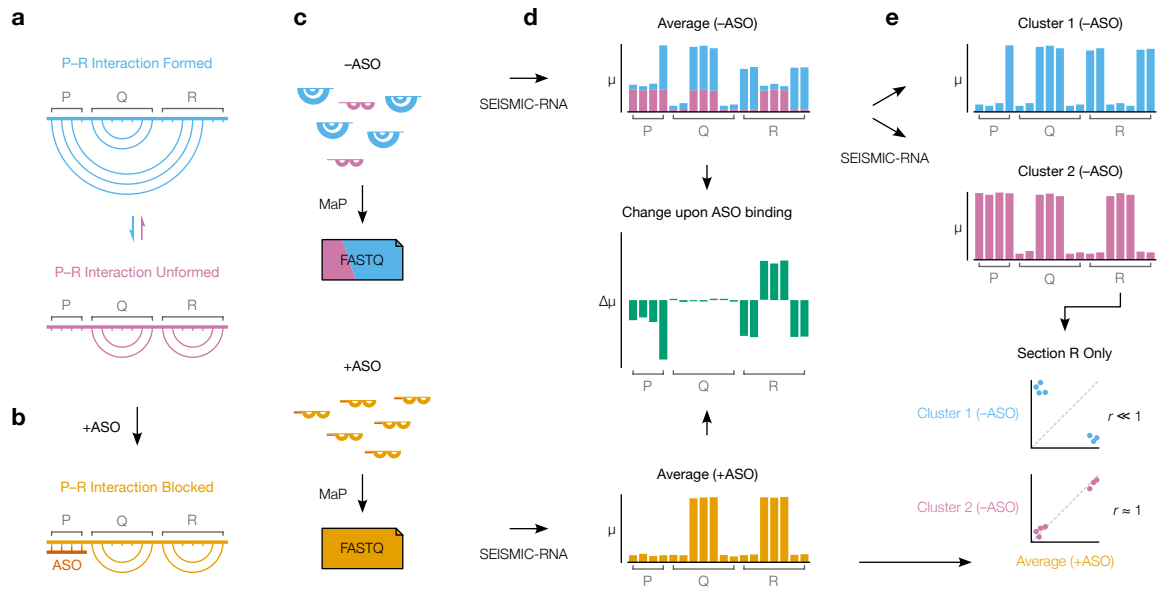 a
P–R Interaction Formed
P
Q
R
P–R Interaction Unformed
P
Q
R
b
+ASO
P–R Interaction Blocked
P
Q
R
ASO
c
–ASO
MaP
FASTQ
+ASO
MaP
FASTQ
SEISMIC-RNA
SEISMIC-RNA
d
Average (–ASO)
μ
P
Q
R
Change upon ASO binding
Δμ
P
Q
R
Average (+ASO)
μ
P
Q
R
e
SEISMIC-RNA
Cluster 1 (–ASO)
μ
P
Q
R
Cluster 2 (–ASO)
μ
P
Q
R
Section R Only
Cluster 1 (–ASO)
r ≪ 1
Cluster 2 (–ASO)
r ≈ 1
Average (+ASO)